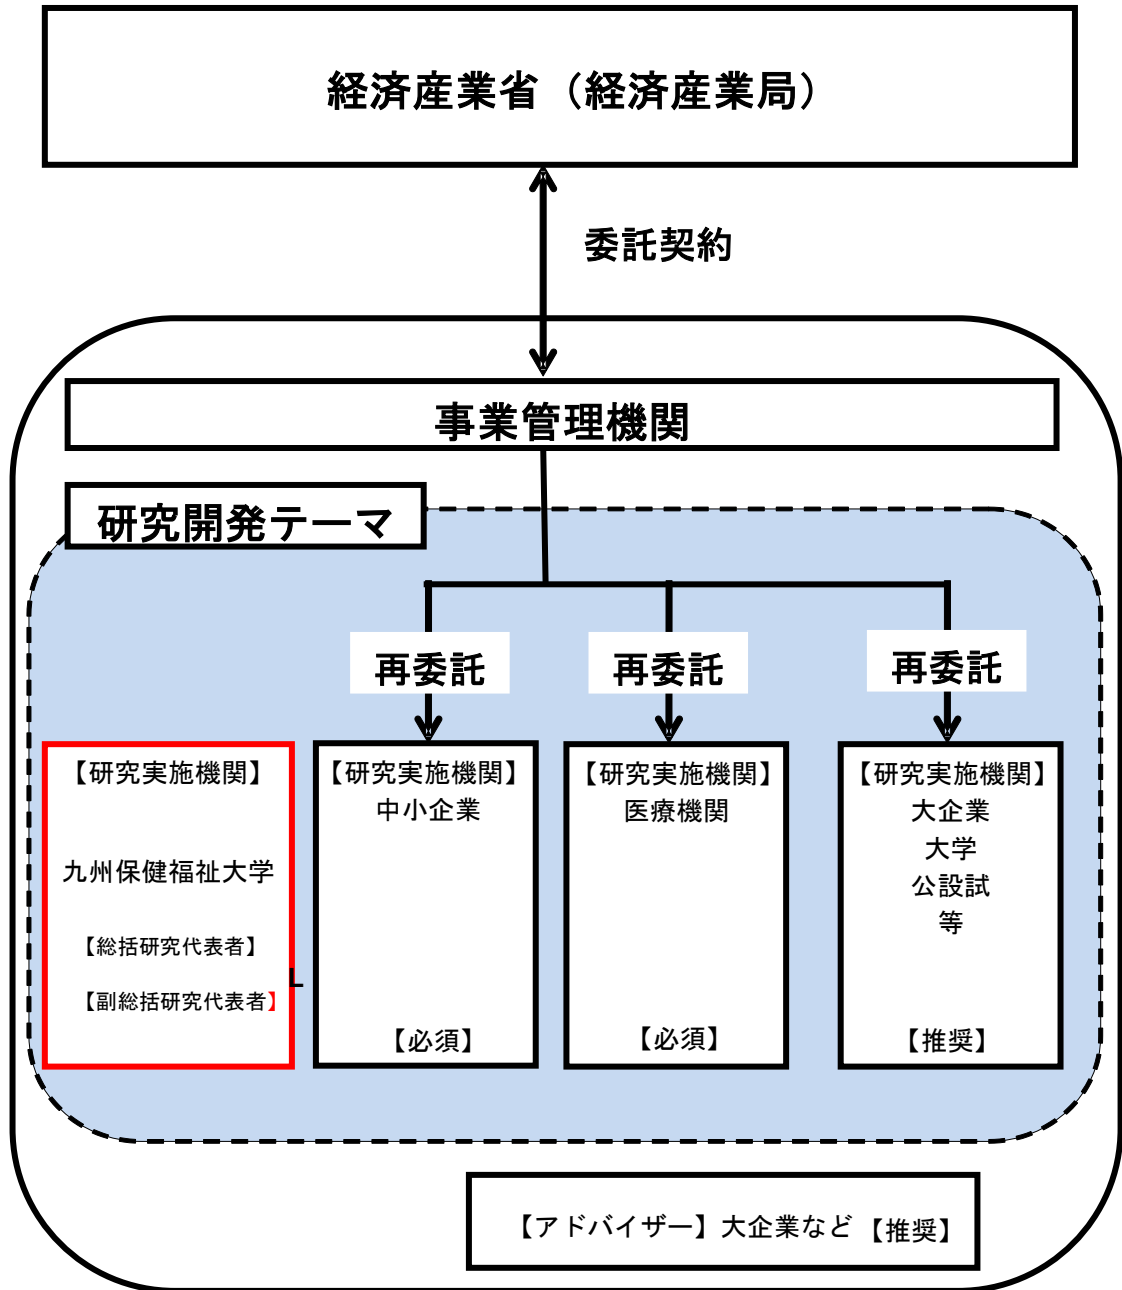 経済産業省（経済産業局）
委託契約
事業管理機関
研究開発テーマ
再委託
再委託
再委託
【研究実施機関】
九州保健福祉大学
【総括研究代表者】
【副総括研究代表者】
【研究実施機関】
中小企業
【必須】
【研究実施機関】
医療機関
【必須】
【研究実施機関】
大企業
大学
公設試
等
【推奨】
【アドバイザー】大企業など【推奨】